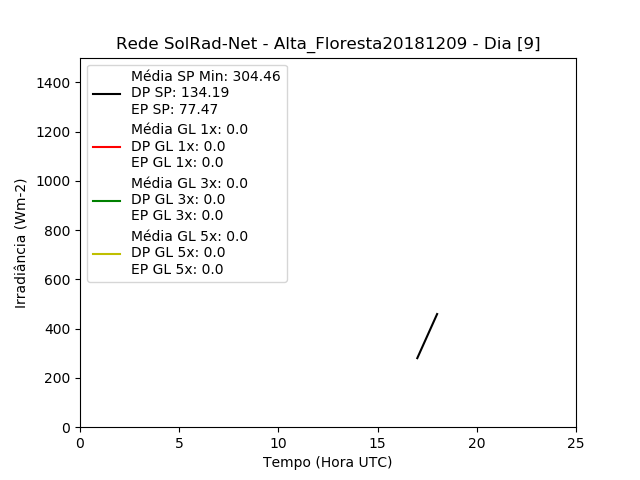 Rede SolRad-Net - Alta_Floresta20181209 - Dia [9]
Média SP Min: 304.46
DP SP: 134.19
EP SP: 77.47
Média GL 1x: 0.0
DP GL 1x: 0.0
EP GL 1x: 0.0
Média GL 3x: 0.0
DP GL 3x: 0.0
EP GL 3x: 0.0
Média GL 5x: 0.0
DP GL 5x: 0.0
EP GL 5x: 0.0
Irradiância (Wm-2)
1400
1200
1000
800
600
400
200
0
0 5 10 15 20 25
Tempo (Hora UTC)